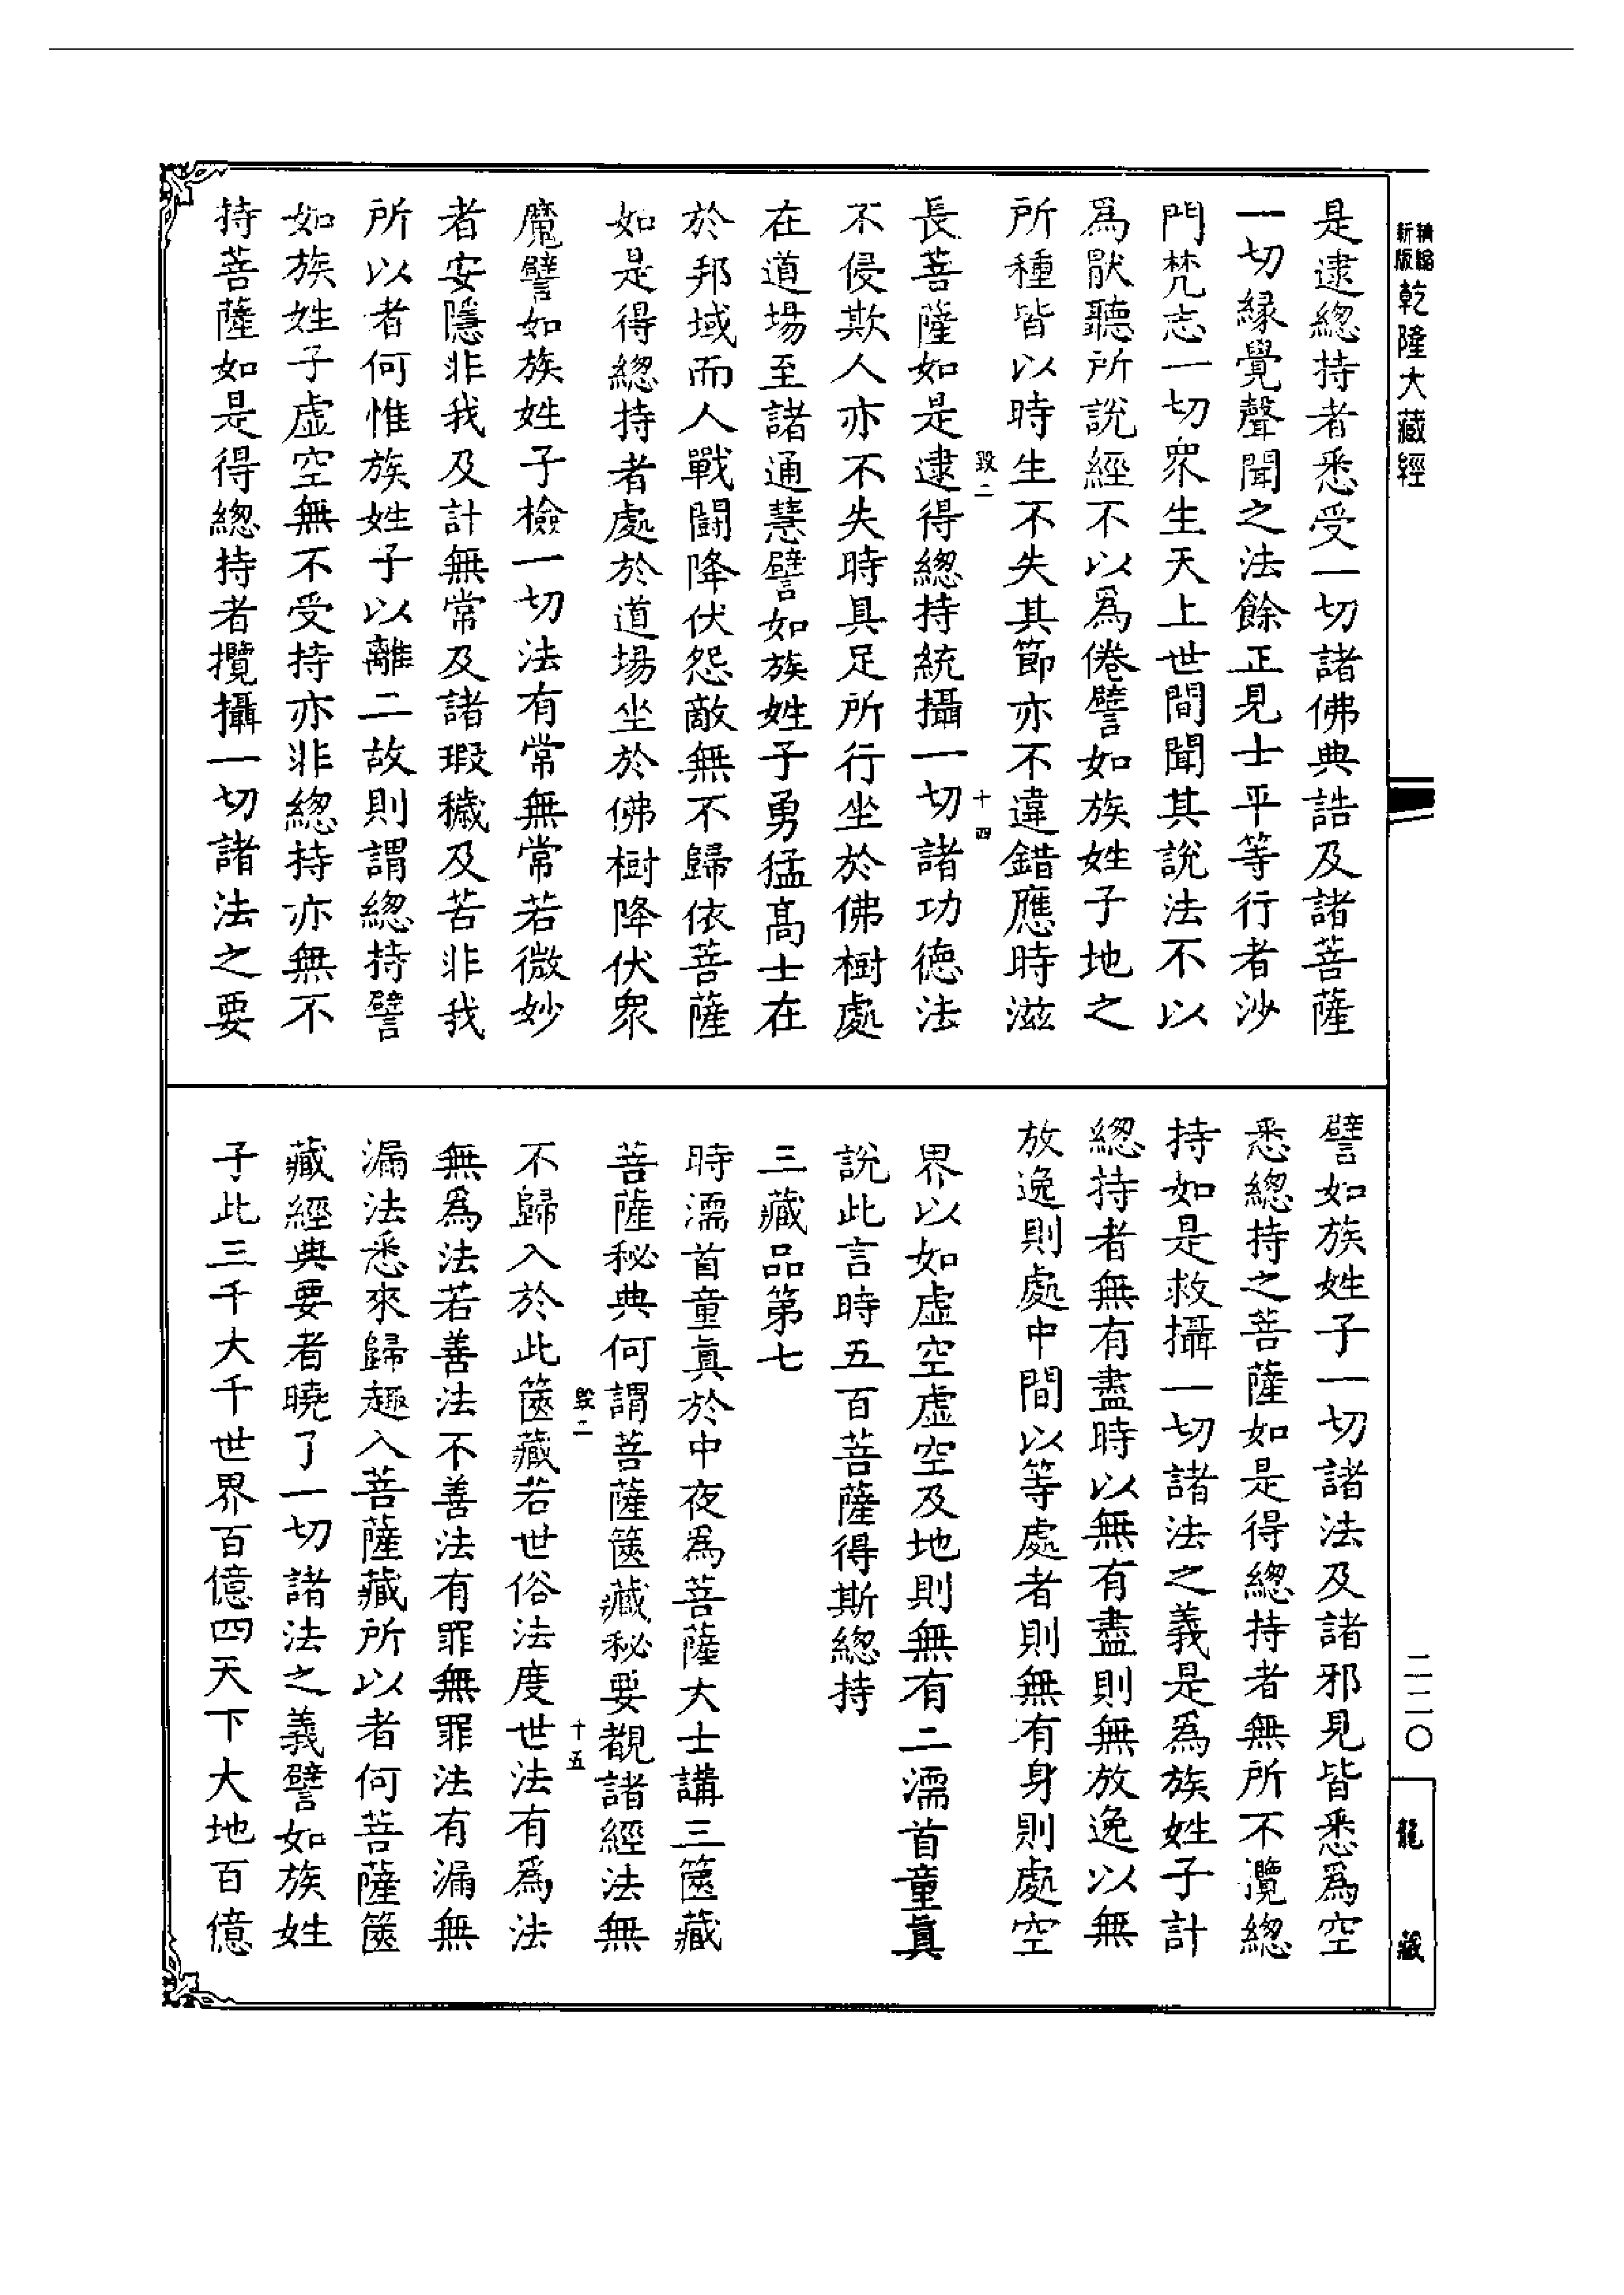 新版精編乾隆大藏經
二二〇
龍藏
是逮緫持者悉受一切諸佛典誥及諸菩薩
一切緣覺聲聞之法餘正見士平等行者沙
門梵志一切衆生天上世間聞其說法不以
爲猒聽所說經不以爲倦譬如族姓子地之
所種皆以時生不失其節亦不違錯應時滋
毀二 十四
長菩薩如是逮得緫持統攝一切諸功德法
不侵欺人亦不失時具足所行坐於佛樹處
在道場至諸通慧譬如族姓子勇猛髙士在
於邦域而人戰鬪降伏怨敵無不歸依菩薩
如是得緫持者處於道場坐於佛樹降伏衆
魔譬如族姓子檢一切法有常無常若微妙
者安隱非我及計無常及諸瑕穢及苦非我
所以者何惟族姓子以離二故則謂緫持譬
如族姓子虛空無不受持亦非緫持亦無不
持菩薩如是得緫持者攬攝一切諸法之要
譬如族姓子一切諸法及諸邪見皆悉爲空
悉緫持之菩薩如是得緫持者無所不攬緫
持如是救攝一切諸法之義是爲族姓子計
緫持者無有盡時以無有盡則無放逸以無
放逸則處中間以等處者則無有身則處空
界以如虛空虛空及地則無有二濡首童眞
說此言時五百菩薩得斯緫持
三藏品第七
時濡首童眞於中夜爲菩薩大士講三篋藏
菩薩秘典何謂菩薩篋藏秘要覩諸經法無
毀二 十五
不歸入於此篋藏若世俗法度世法有爲法
無爲法若善法不善法有罪無罪法有漏無
漏法悉來歸趣入菩薩藏所以者何菩薩篋
藏經典要者曉了一切諸法之義譬如族姓
子此三千大千世界百億四天下大地百億